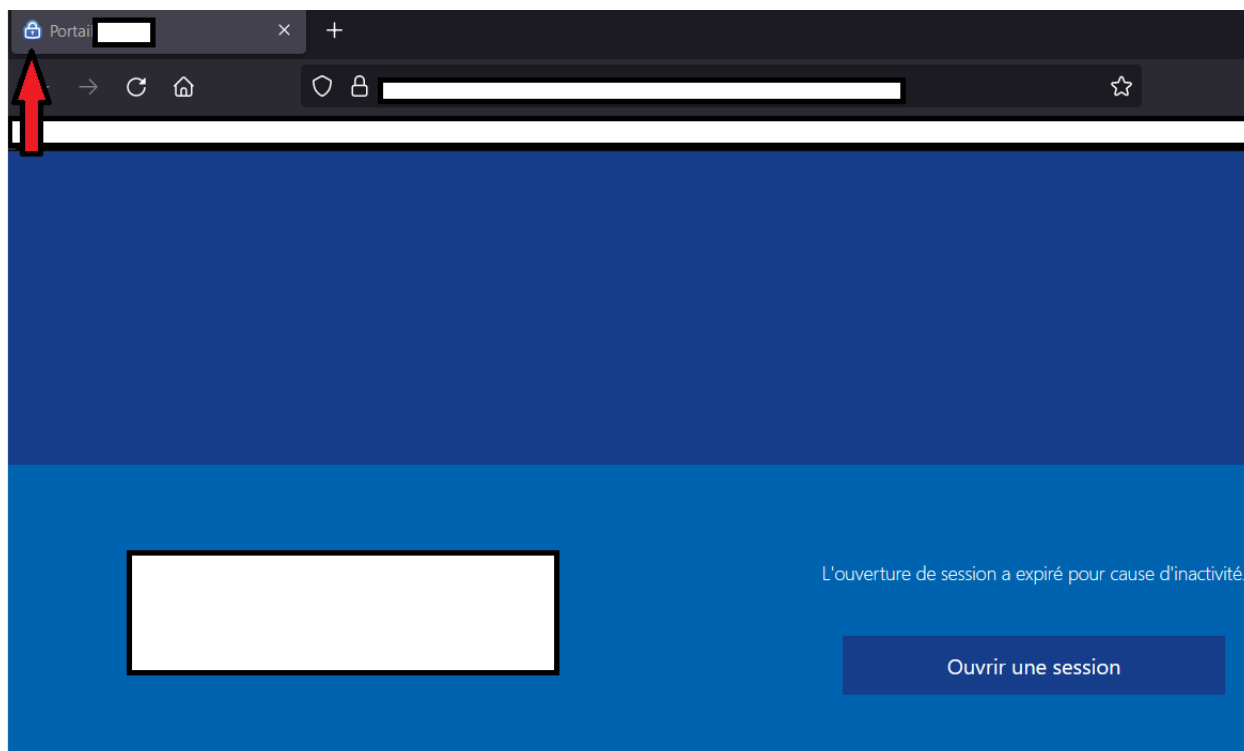 Portail
L'ouverture de session a expiré pour cause d'inactivité.
Ouvrir une session